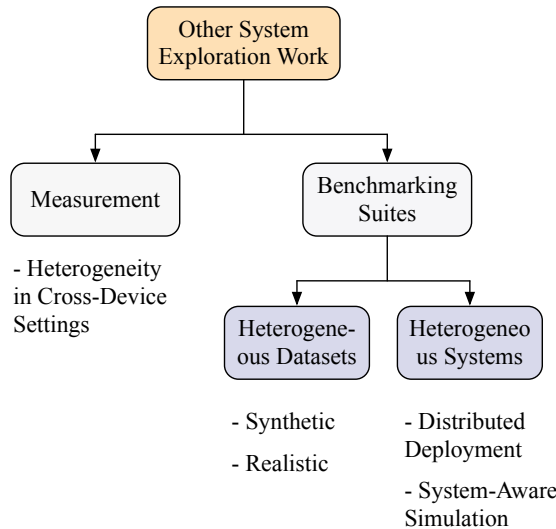 Other System
Exploration Work
Measurement
Benchmarking
Suites
- Heterogeneity
in Cross-Device
Settings
Heterogene-
ous Datasets
Heterogeneo
us Systems
- Synthetic
- Realistic
- Distributed
Deployment
- System-Aware
Simulation